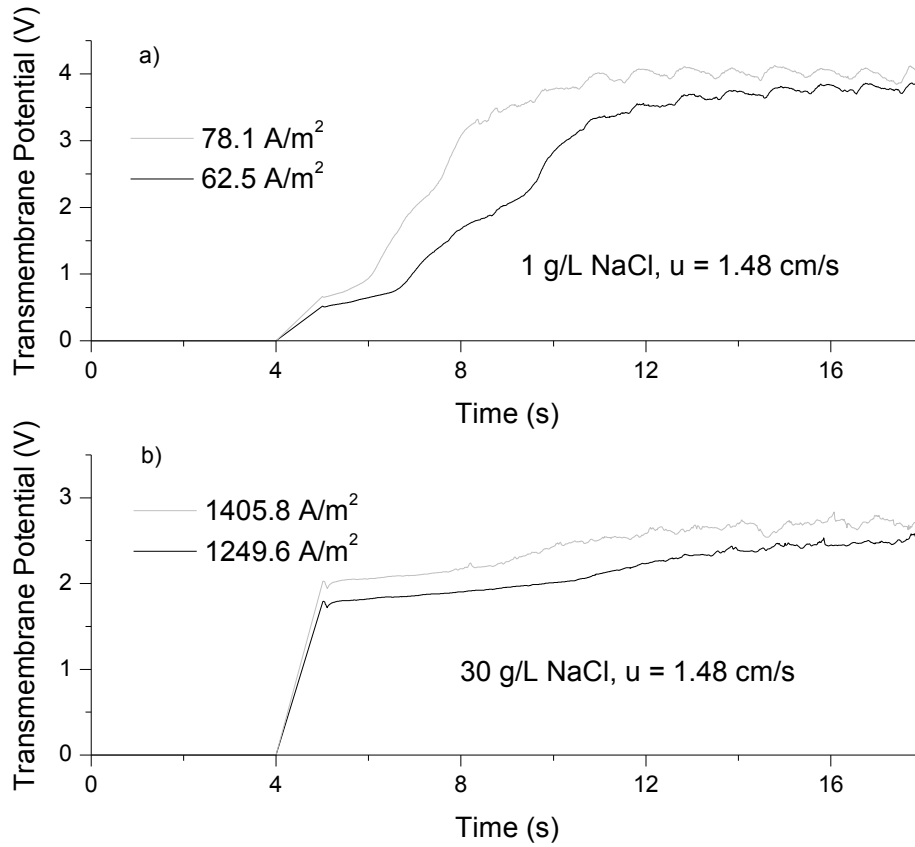 a)
Transmembrane Potential (V)
4
3
2
1
0
78.1 A/m²
62.5 A/m²
1 g/L NaCl, u = 1.48 cm/s
0 4 8 12 16
Time (s)
b)
Transmembrane Potential (V)
3
2
1
0
1405.8 A/m²
1249.6 A/m²
30 g/L NaCl, u = 1.48 cm/s
0 4 8 12 16
Time (s)